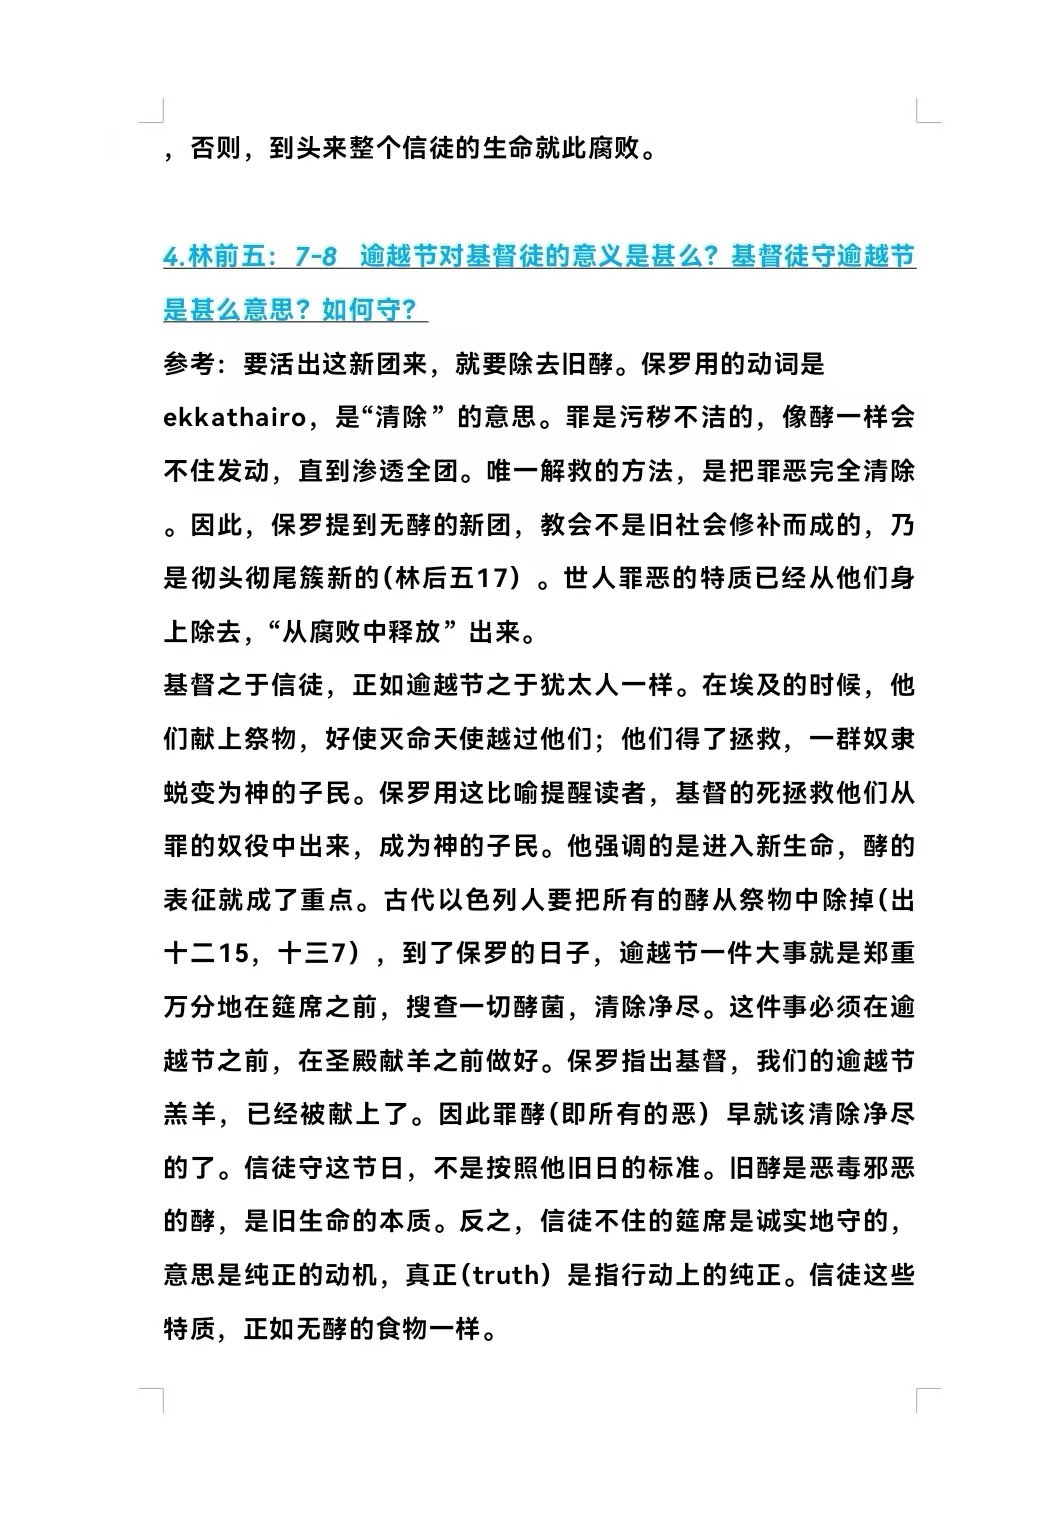 ，否则，到头来整个信徒的生命就此腐败。
4.林前五：7-8 逾越节对基督徒的意义是甚么？基督徒守逾越节
是甚么意思？如何守？
参考：要活出这新团来，就要除去旧酵。保罗用的动词是
ekkathairo，是“清除”的意思。罪是污秽不洁的，像酵一样会
不住发动，直到渗透全团。唯一解救的方法，是把罪恶完全清除
。因此，保罗提到无酵的新团，教会不是旧社会修补而成的，乃
是彻头彻尾簇新的(林后五17）。世人罪恶的特质已经从他们身
上除去，“从腐败中释放”出来。
基督之于信徒，正如逾越节之于犹太人一样。在埃及的时候，他
们献上祭物，好使灭命天使越过他们；他们得了拯救，一群奴隶
蜕变为神的子民。保罗用这比喻提醒读者，基督的死拯救他们从
罪的奴役中出来，成为神的子民。他强调的是进入新生命，酵的
表征就成了重点。古代以色列人要把所有的酵从祭物中除掉(出
十二15，十三7），到了保罗的日子，逾越节一件大事就是郑重
万分地在筵席之前，搜查一切酵菌，清除净尽。这件事必须在逾
越节之前，在圣殿献羊之前做好。保罗指出基督，我们的逾越节
羔羊，已经被献上了。因此罪酵(即所有的恶）早就该清除净尽
的了。信徒守这节日，不是按照他旧日的标准。旧酵是恶毒邪恶
的酵，是旧生命的本质。反之，信徒不住的筵席是诚实地守的，
意思是纯正的动机，真正(truth）是指行动上的纯正。信徒这些
特质，正如无酵的食物一样。